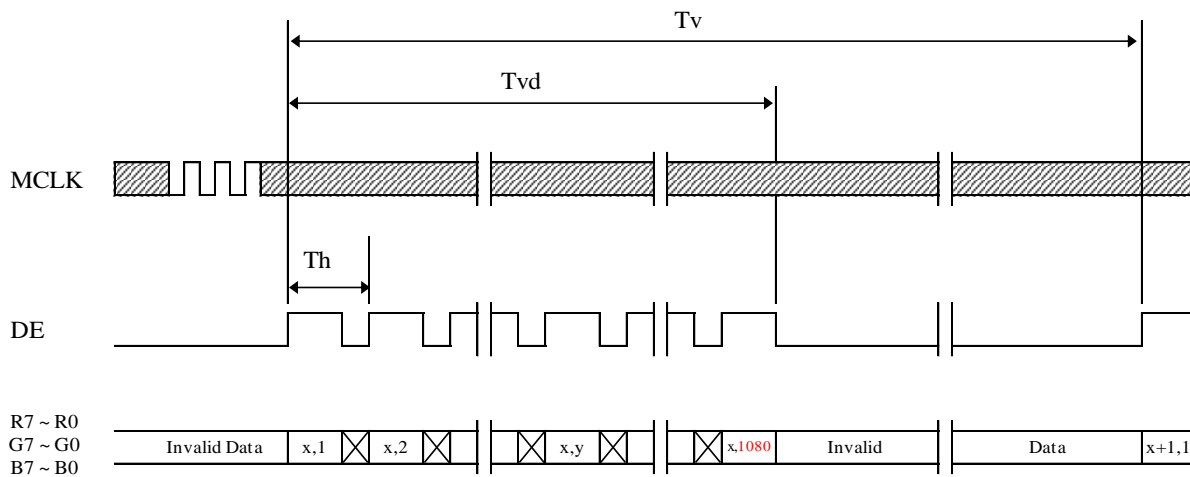 Tv
Tvd
MCLK
Th
DE
R7 ~ R0
G7 ~ G0
B7 ~ B0
Invalid Data x,1 x,2 x,y x,1080 Invalid Data x+1,1